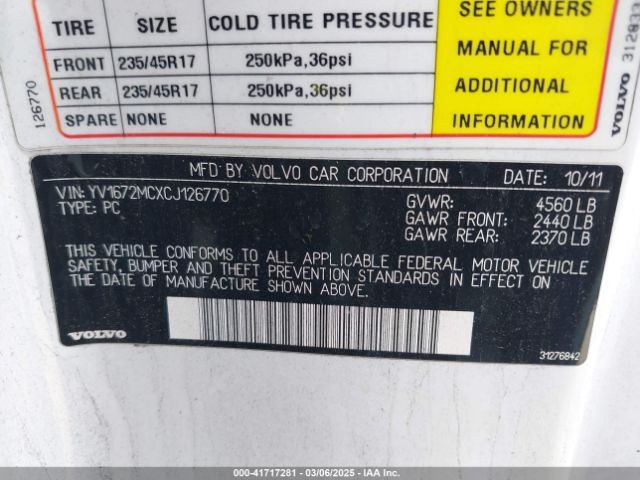 SEE OWNERS
TIRE SIZE COLD TIRE PRESSURE
MANUAL FOR
FRONT 235/45R17 250kPa,36psi
ADDITIONAL
REAR 235/45R17 250kPa,36psi
INFORMATION
SPARE NONE NONE
126770
VOLVO
MFD BY VOLVO CAR CORPORATION DATE: 10/11
VIN: YV1672MCXCJ126770
TYPE: PC
GVWR: 4560 LB
GAWR FRONT: 2440 LB
GAWR REAR: 2370 LB
THIS VEHICLE CONFORMS TO ALL APPLICABLE FEDERAL MOTOR VEHICLE
SAFETY, BUMPER AND THEFT PREVENTION STANDARDS IN EFFECT ON
THE DATE OF MANUFACTURE SHOWN ABOVE.
VOLVO
31276842
000-41717281 | 03/06/2025 — IAA, Inc.